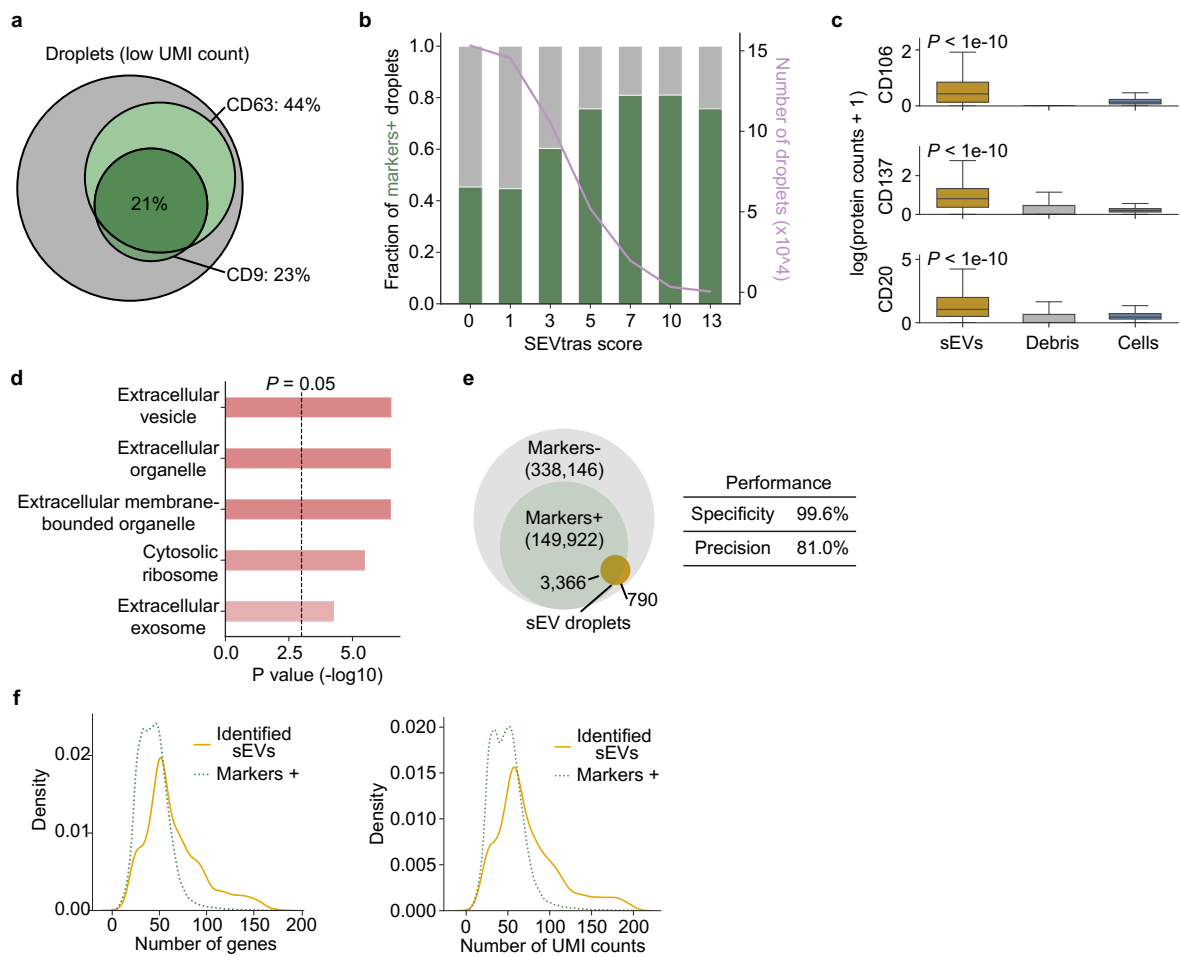 a
Droplets (low UMI count)
CD63: 44%
21%
CD9: 23%
b
Fraction of markers+ droplets
1.0
0.8
0.6
0.4
0.2
0.0
0 1 3 5 7 10 13
SEVtras score
15
10
5
0
Number of droplets (x10^4)
c
log(protein counts + 1)
CD106
2
0
P < 1e-10
CD137
2
0
P < 1e-10
CD20
5
0
P < 1e-10
sEVs Debris Cells
d
P = 0.05
Extracellular
vesicle
Extracellular
organelle
Extracellular membrane-
bounded organelle
Cytosolic
ribosome
Extracellular
exosome
0.0 2.5 5.0
P value (-log10)
e
Markers-
(338,146)
Markers+
(149,922)
3,366
790
sEV droplets
Performance
Specificity 99.6%
Precision 81.0%
f
Density
0.02
0.01
0.00
Identified
sEVs
Markers +
0 50 100 150 200
Number of genes
Density
0.020
0.015
0.010
0.005
0.000
Identified
sEVs
Markers +
0 50 100 150 200
Number of UMI counts